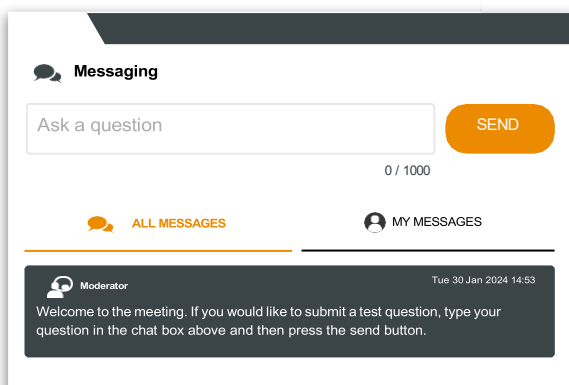 Messaging
Ask a question
SEND
0 / 1000
ALL MESSAGES
MY MESSAGES
Moderator
Tue 30 Jan 2024 14:53
Welcome to the meeting. If you would like to submit a test question, type your
question in the chat box above and then press the send button.